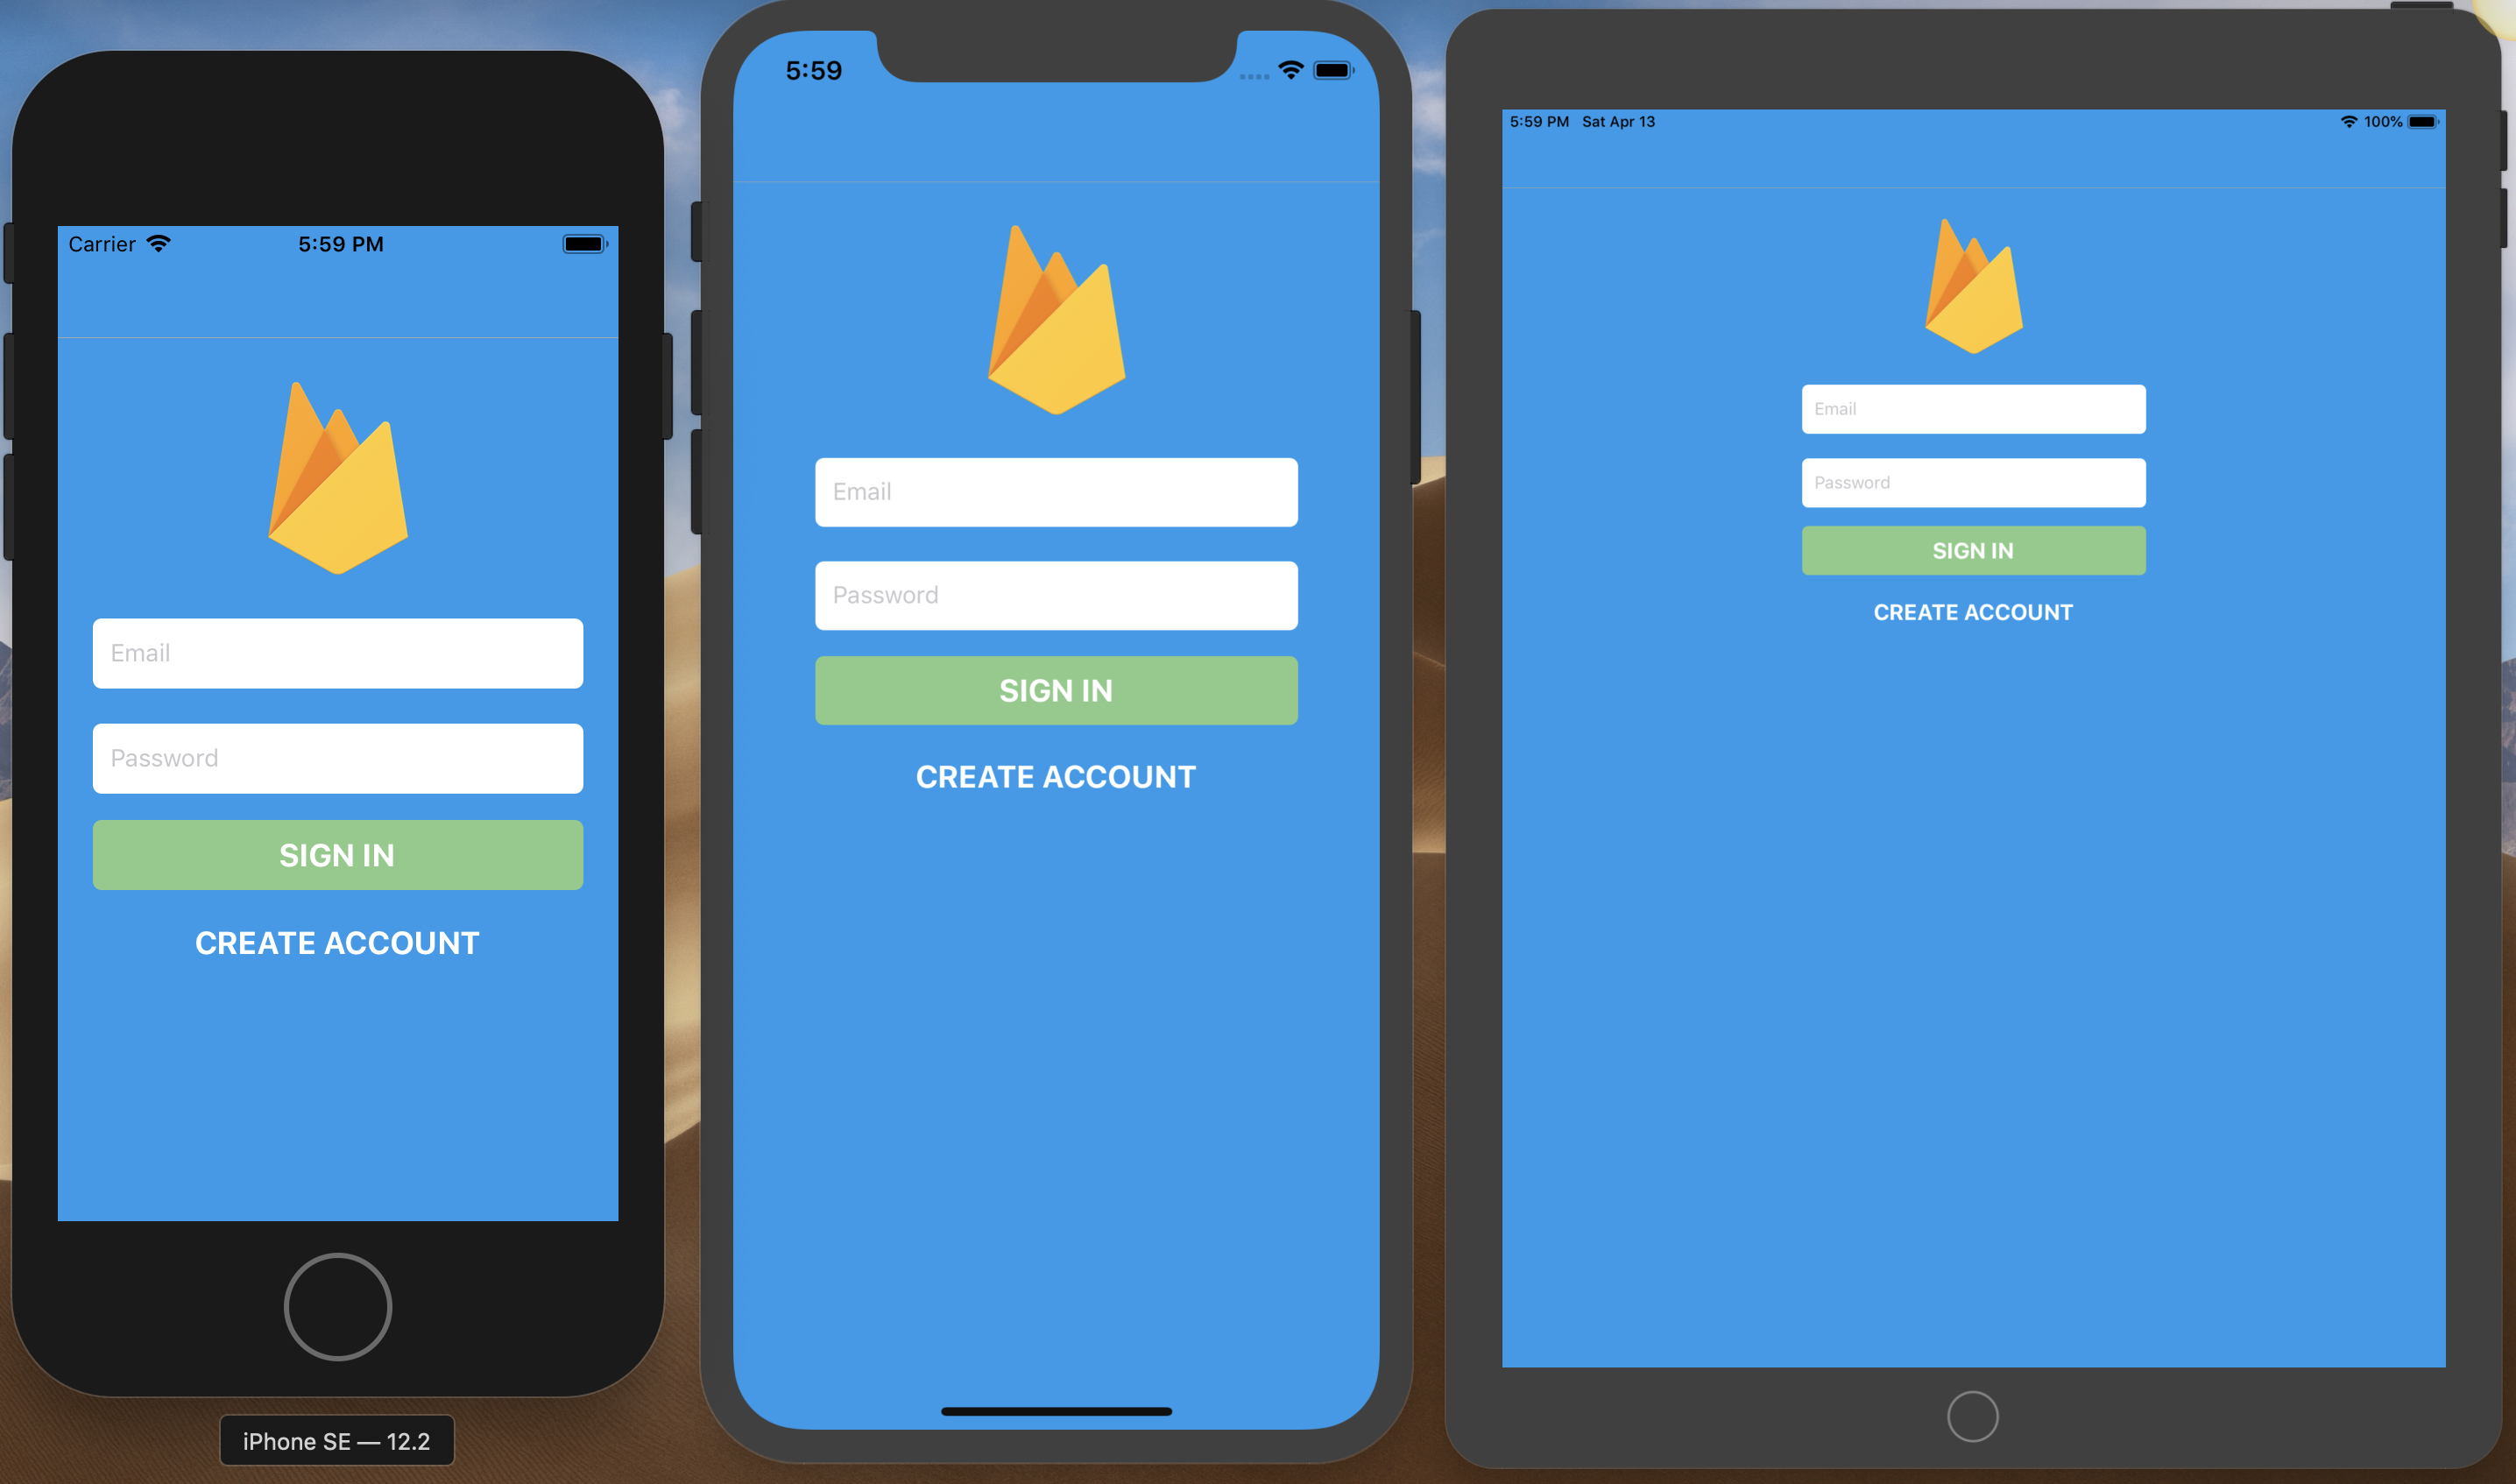 Carrier 5:59 PM
Email
Password
SIGN IN
CREATE ACCOUNT
iPhone SE — 12.2
5:59
Email
Password
SIGN IN
CREATE ACCOUNT
5:59 PM Sat Apr 13 100%
Email
Password
SIGN IN
CREATE ACCOUNT